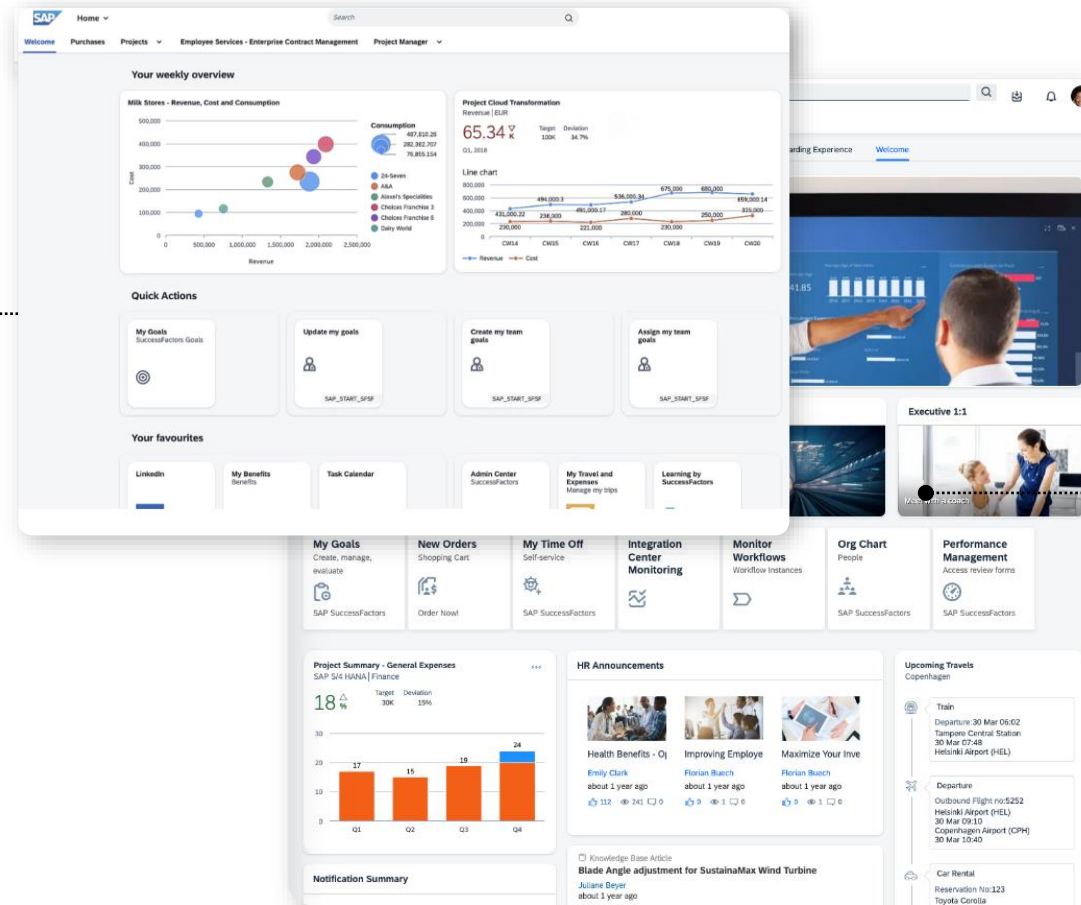 SAP
Home
Search
Welcome
Purchases
Projects
Employee Services - Enterprise Contract Management
Project Manager
Your weekly overview
Milk Stores - Revenue, Cost and Consumption
500,000
400,000
300,000
200,000
100,000
0
Cost
0
500,000
1,000,000
1,500,000
2,000,000
2,500,000
Revenue
Consumption
282,302.707
76,855.154
24-Seven
A&A
Alexei's Specialities
Choices Franchise 3
Choices Franchise 6
Dairy World
Project Cloud Transformation
Revenue | EUR
65.34 K
Target
100K
Deviation
34.7%
Q1, 2018
Line chart
800,000
600,000
400,000
200,000
0
431,000.22
494,000.3
491,000.17
536,000.34
675,000
680,000
659,000.14
230,000
238,000
221,000
280,000
230,000
250,000
325,000
CW14
CW15
CW16
CW17
CW18
CW19
CW20
Revenue
Cost
Quick Actions
My Goals
SuccessFactors Goals
Update my goals
SAP_START_SFSF
Create my team
goals
SAP_START_SFSF
Assign my team
goals
SAP_START_SFSF
Your favourites
LinkedIn
My Benefits
Benefits
Task Calendar
Admin Center
SuccessFactors
My Travel and
Expenses
Manage my trips
Learning by
SuccessFactors
arding Experience
Welcome
41.85
Executive 1:1
Meet with a coach
My Goals
Create, manage,
evaluate
SAP SuccessFactors
New Orders
Shopping Cart
Order Now!
My Time Off
Self-service
SAP SuccessFactors
Integration
Center
Monitoring
Monitor
Workflows
Workflow Instances
Org Chart
People
SAP SuccessFactors
Performance
Management
Access review forms
SAP SuccessFactors
Project Summary - General Expenses
SAP S/4 HANA | Finance
18 %
Target
30K
Deviation
15%
30
20
10
0
17
15
19
24
Q1
Q2
Q3
Q4
Notification Summary
HR Announcements
Health Benefits - Op
Emily Clark
about 1 year ago
112
241
0
Improving Employe
Florian Buech
about 1 year ago
0
1
0
Maximize Your Inve
Florian Buech
about 1 year ago
0
1
0
Knowledge Base Article
Blade Angle adjustment for SustainaMax Wind Turbine
Juliane Beyer
about 1 year ago
Upcoming Travels
Copenhagen
Train
Departure:30 Mar 06:02
Tampere Central Station
30 Mar 07:48
Helsinki Airport (HEL)
Departure
Outbound Flight no:5252
Helsinki Airport (HEL)
30 Mar 09:10
Copenhagen Airport (CPH)
30 Mar 10:40
Car Rental
Reservation No:123
Toyota Corolla